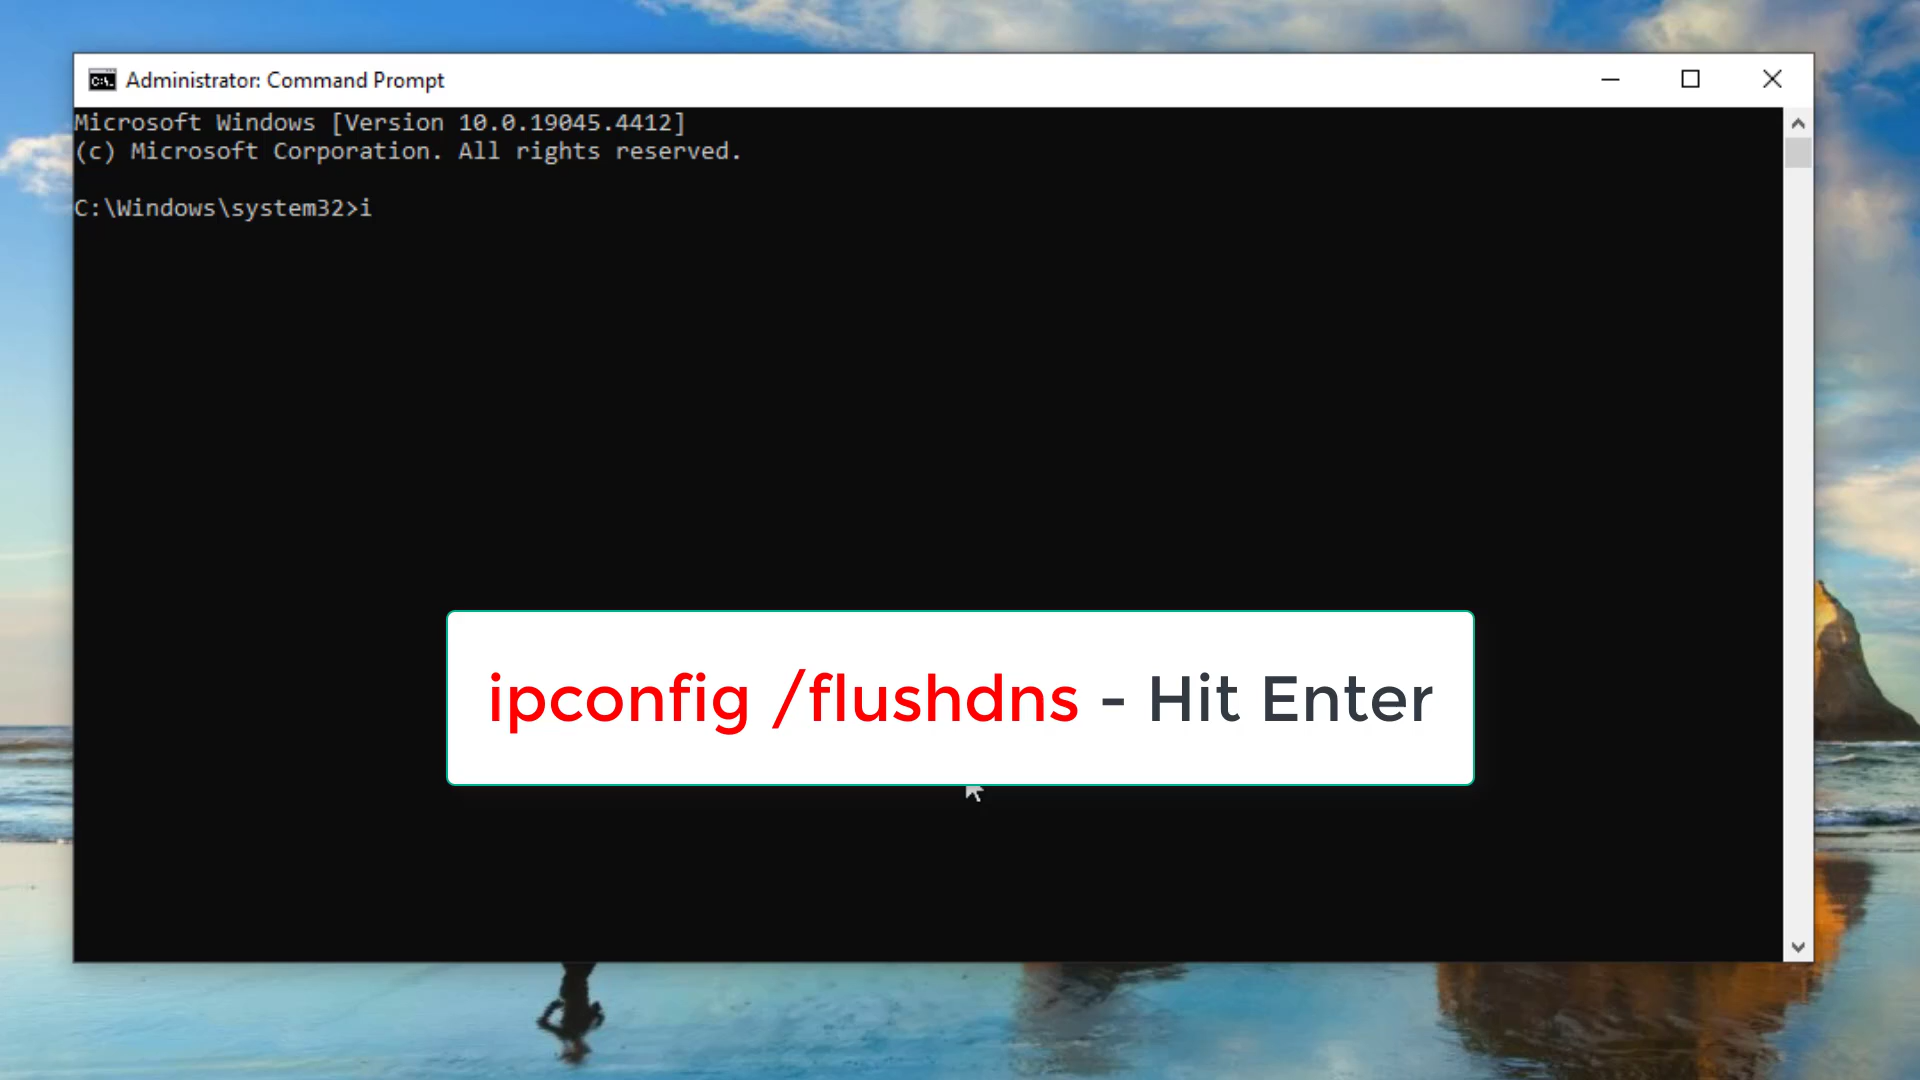 Administrator: Command Prompt
Microsoft Windows [Version 10.0.19045.4412]
(c) Microsoft Corporation. All rights reserved.
C:\Windows\system32>i
ipconfig /flushdns - Hit Enter